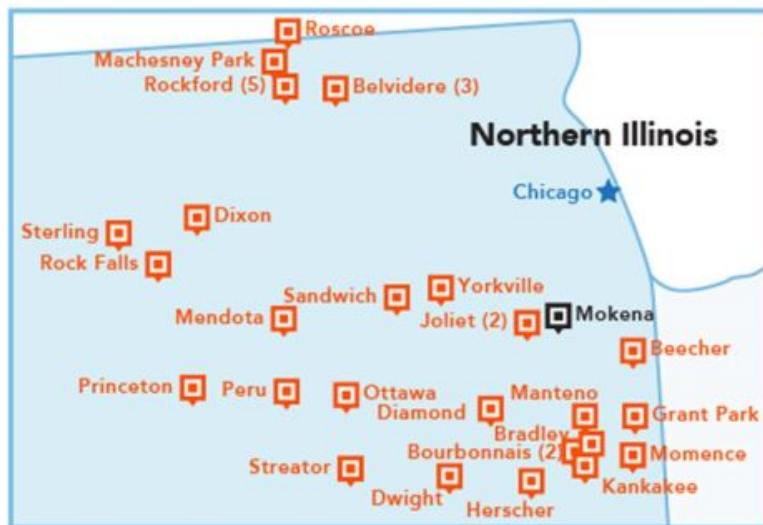 Roscoe
Machesney Park
Rockford (5)
Belvidere (3)
Northern Illinois
Chicago
Dixon
Sterling
Rock Falls
Yorkville
Sandwich
Mendota
Joliet (2)
Mokena
Beecher
Princeton
Peru
Ottawa
Manteno
Diamond
Grant Park
Bradley
Bourbonnais (2)
Momence
Streator
Kankakee
Dwight
Herscher